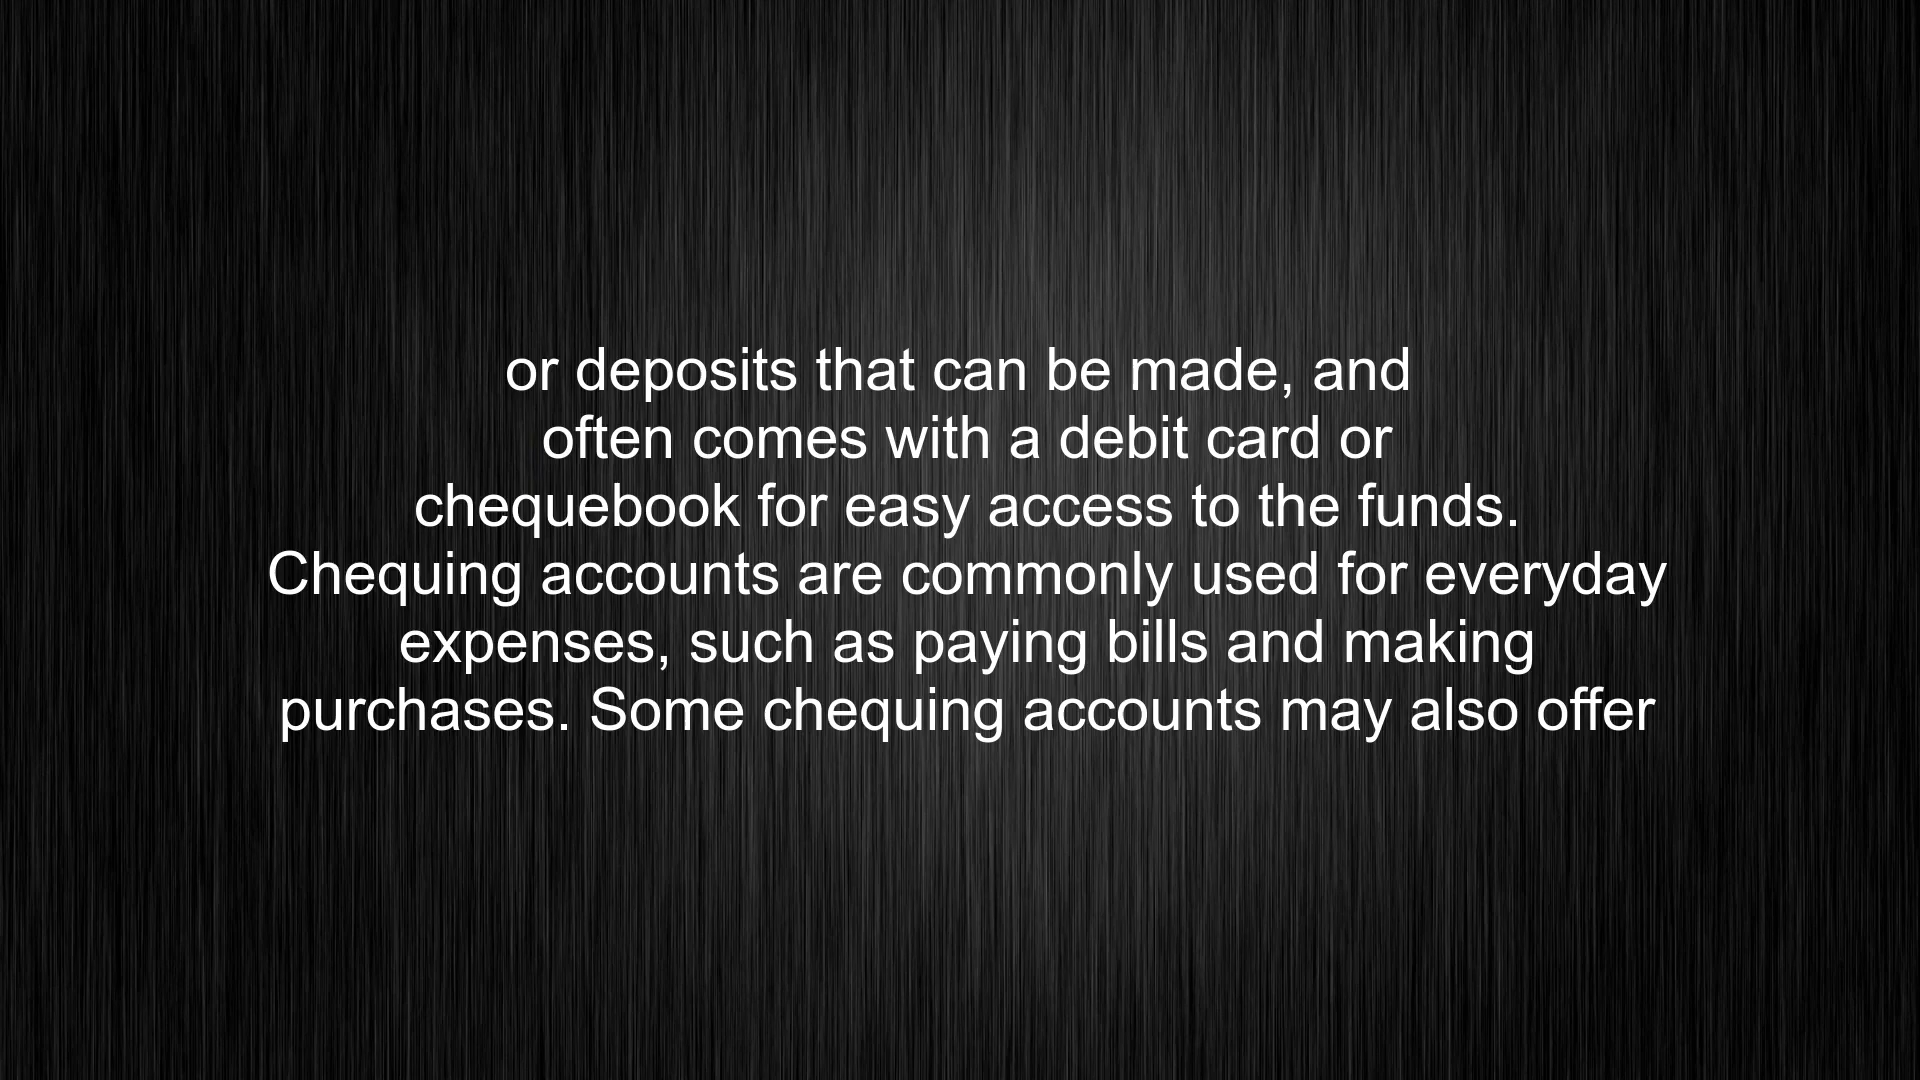 or deposits that can be made, and
often comes with a debit card or
chequebook for easy access to the funds.
Chequing accounts are commonly used for everyday
expenses, such as paying bills and making
purchases. Some chequing accounts may also offer